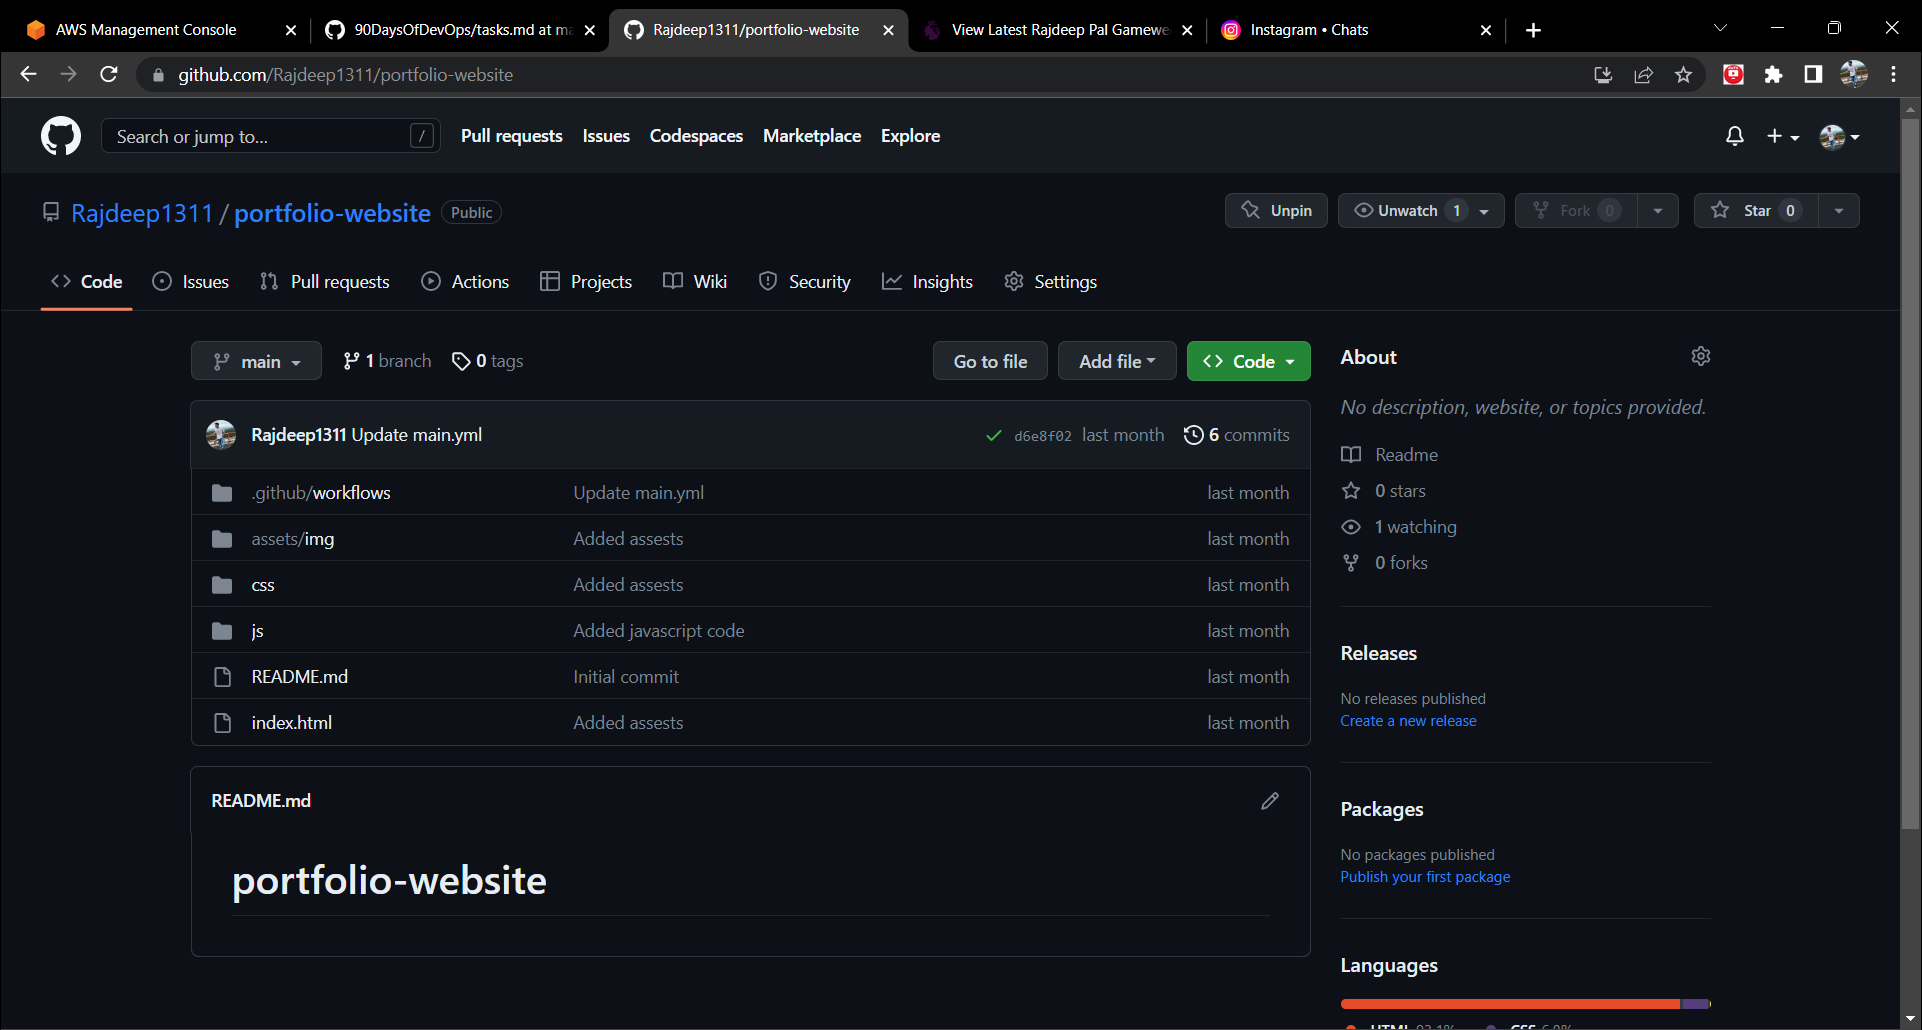 AWS Management Console
90DaysOfDevOps/tasks.md at ma
Rajdeep1311/portfolio-website
View Latest Rajdeep Pal Gamewe
Instagram • Chats
github.com/Rajdeep1311/portfolio-website
Search or jump to... /
Pull requests Issues Codespaces Marketplace Explore
Rajdeep1311 / portfolio-website Public
Unpin Unwatch 1 Fork 0 Star 0
Code Issues Pull requests Actions Projects Wiki Security Insights Settings
main 1 branch 0 tags Go to file Add file Code
Rajdeep1311 Update main.yml d6e8f02 last month 6 commits
.github/workflows Update main.yml last month
assets/img Added assests last month
css Added assests last month
js Added javascript code last month
README.md Initial commit last month
index.html Added assests last month
README.md
portfolio-website
About
No description, website, or topics provided.
Readme
0 stars
1 watching
0 forks
Releases
No releases published
Create a new release
Packages
No packages published
Publish your first package
Languages
HTML CSS